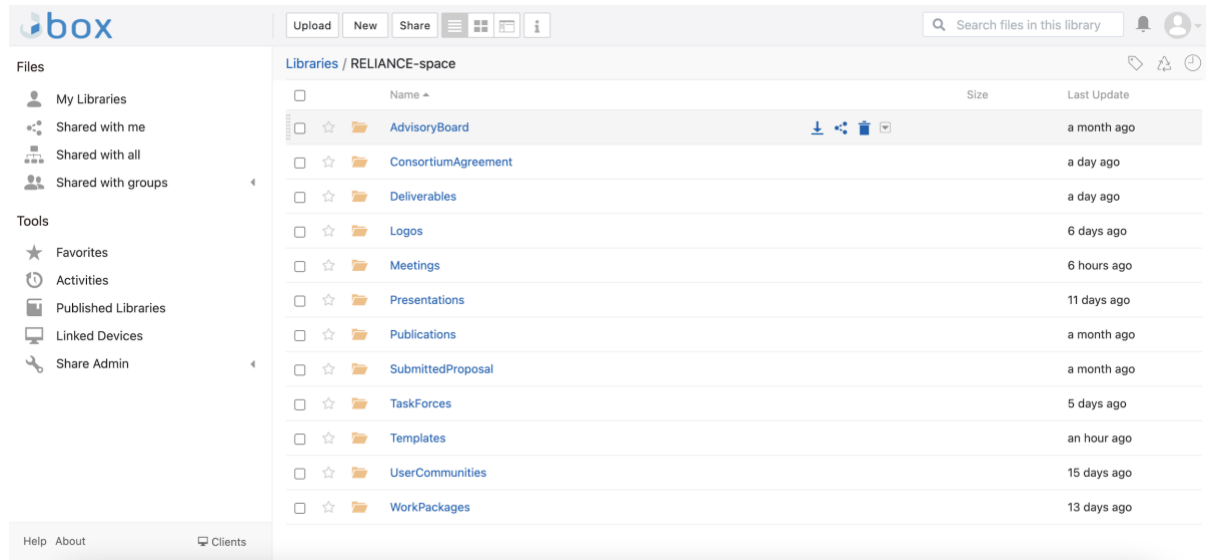 box
Upload New Share
Search files in this library
Files
My Libraries
Shared with me
Shared with all
Shared with groups
Tools
Favorites
Activities
Published Libraries
Linked Devices
Share Admin
Help About Clients
Libraries / RELIANCE-space
Name Size Last Update
AdvisoryBoard a month ago
ConsortiumAgreement a day ago
Deliverables a day ago
Logos 6 days ago
Meetings 6 hours ago
Presentations 11 days ago
Publications a month ago
SubmittedProposal a month ago
TaskForces 5 days ago
Templates an hour ago
UserCommunities 15 days ago
WorkPackages 13 days ago